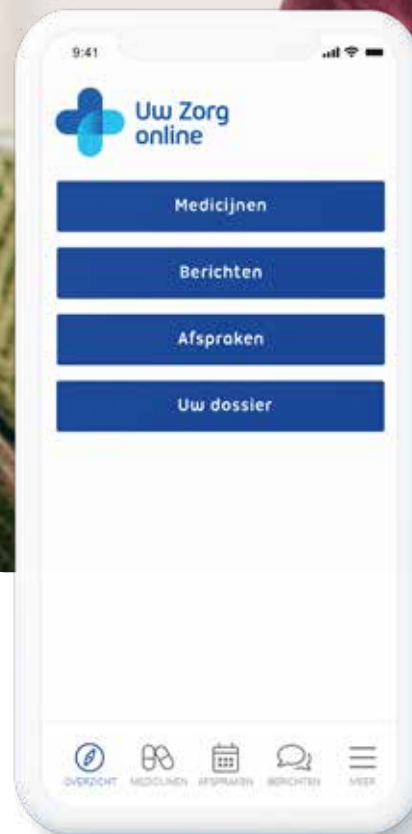 9:41
Uw Zorg
online
Medicijnen
Berichten
Afspraken
Uw dossier
OVERZICHT MEDICIJNEN AFSPRAKEN BERICHTEN MEER